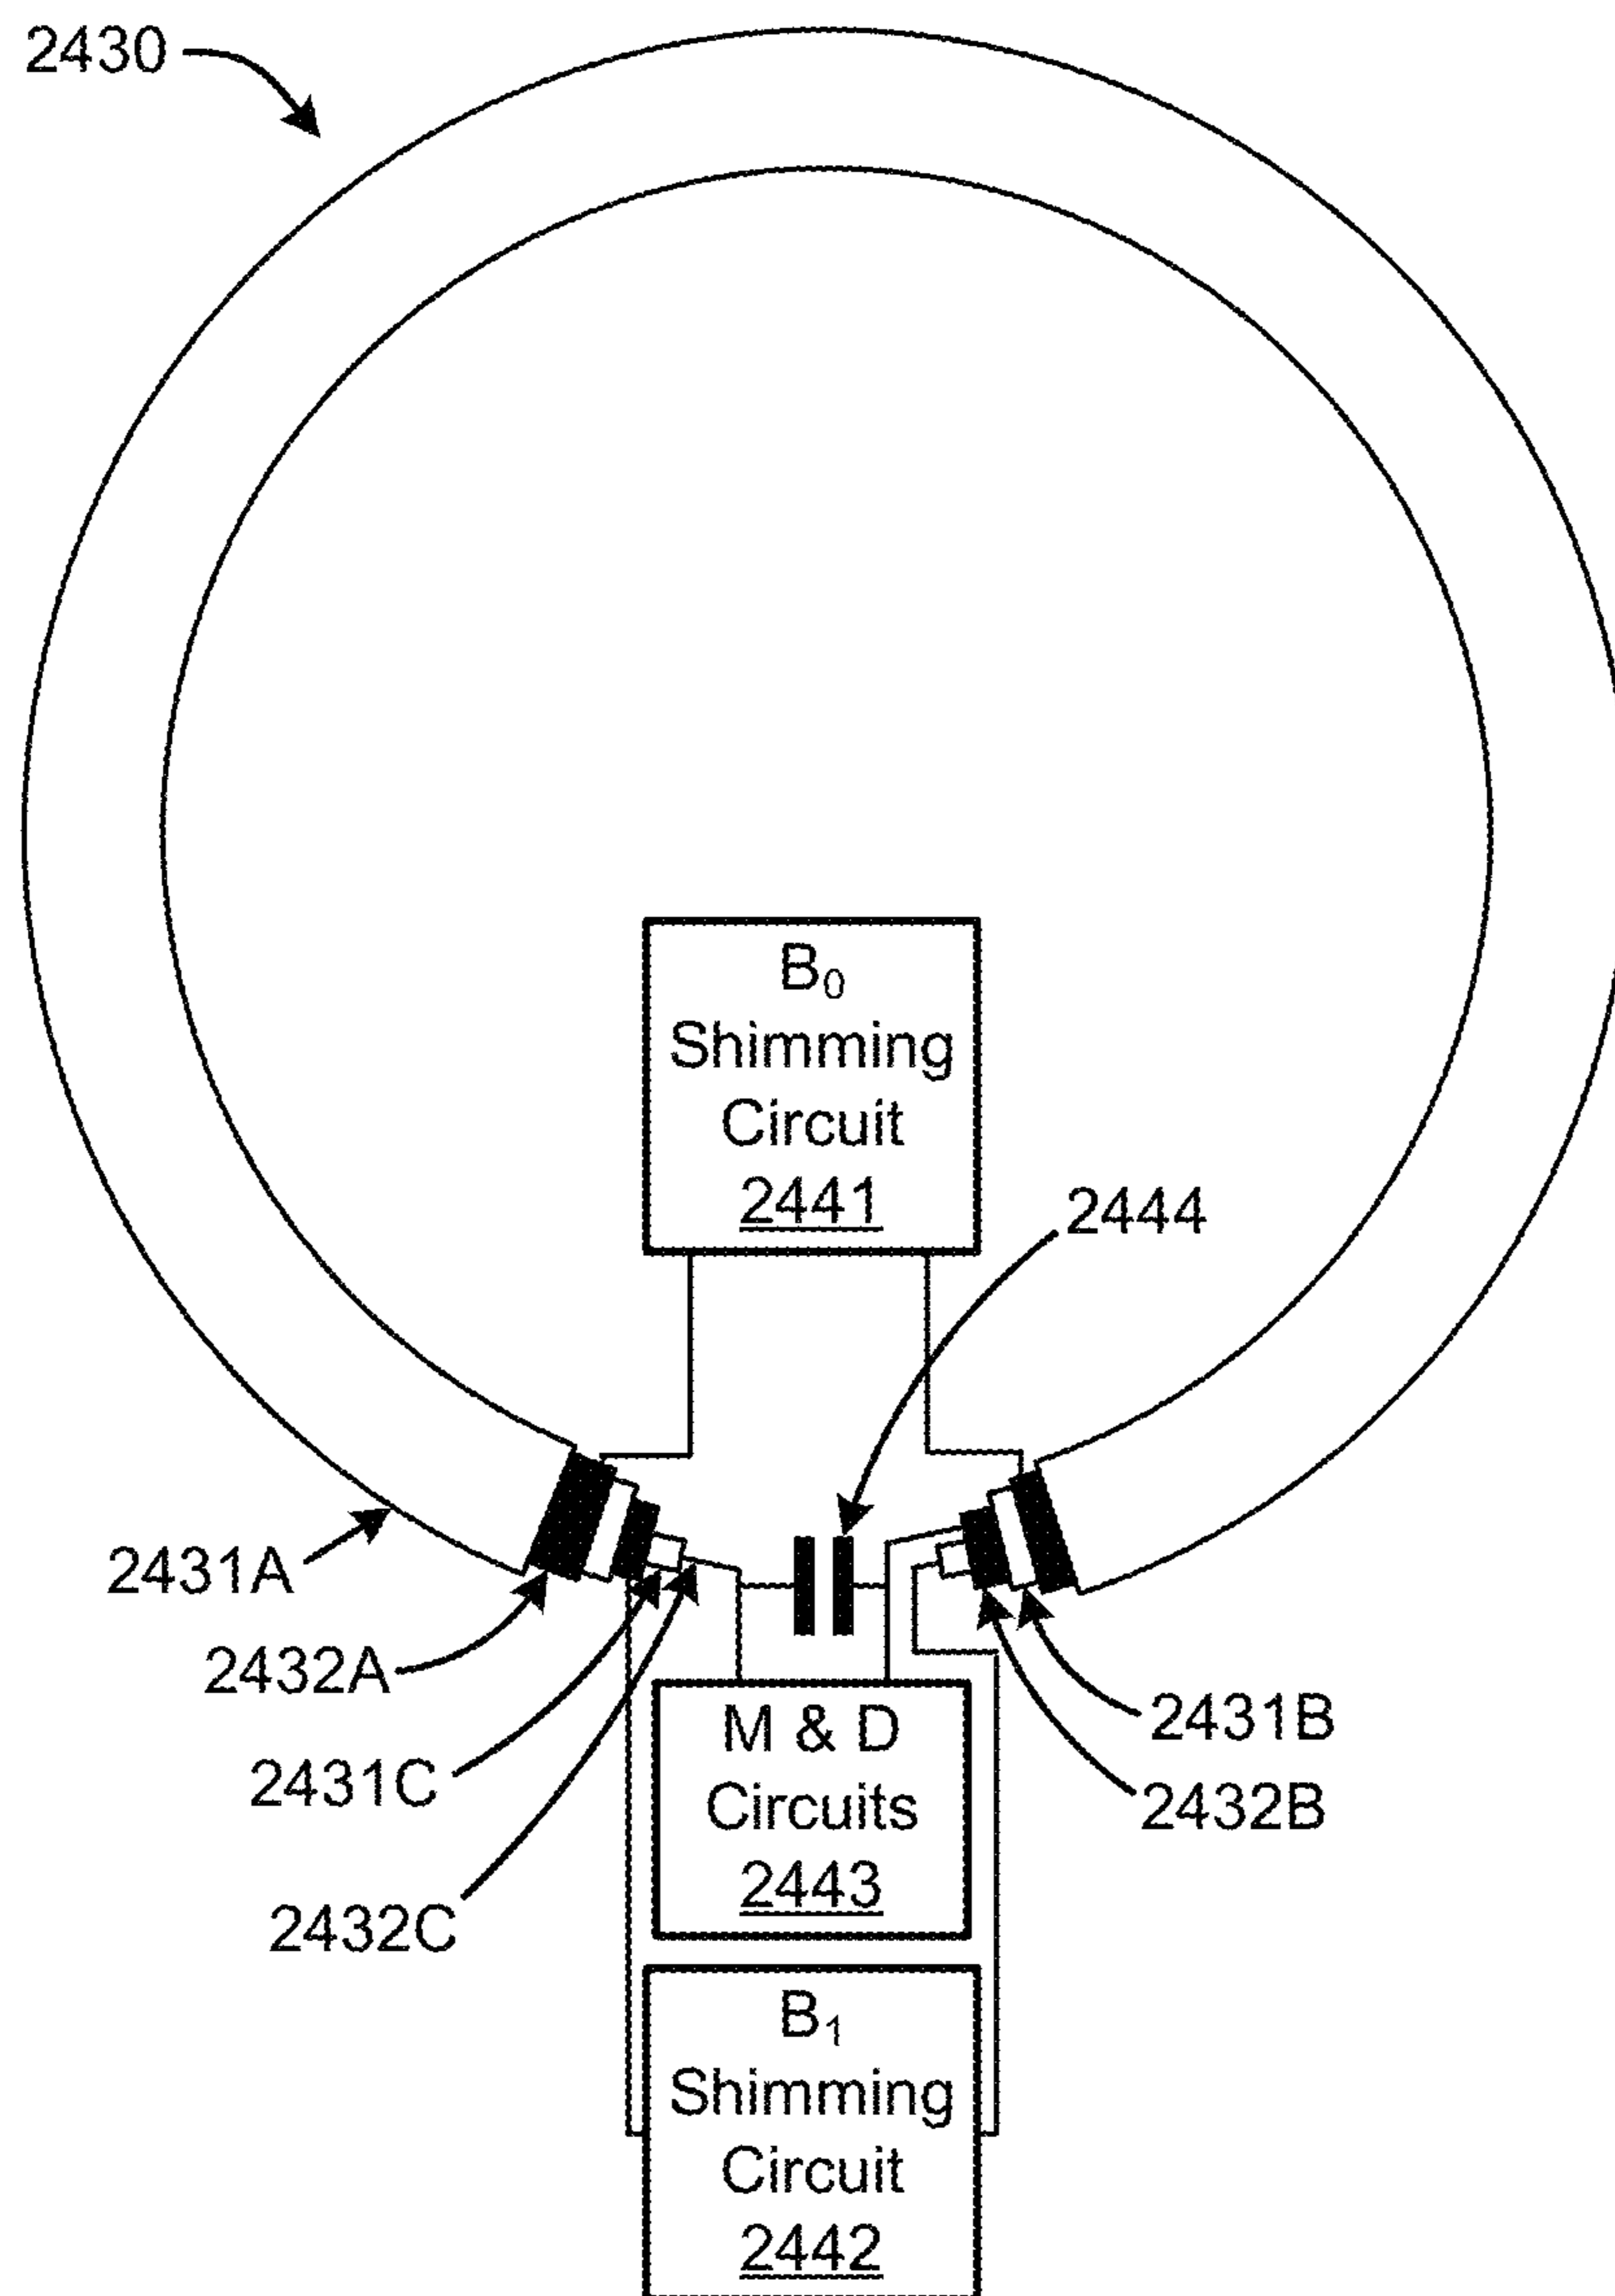 2430
B₀
Shimming
Circuit
2441
2444
2431A
2432A
2431C
2432C
M & D
Circuits
2443
2431B
2432B
B₁
Shimming
Circuit
2442